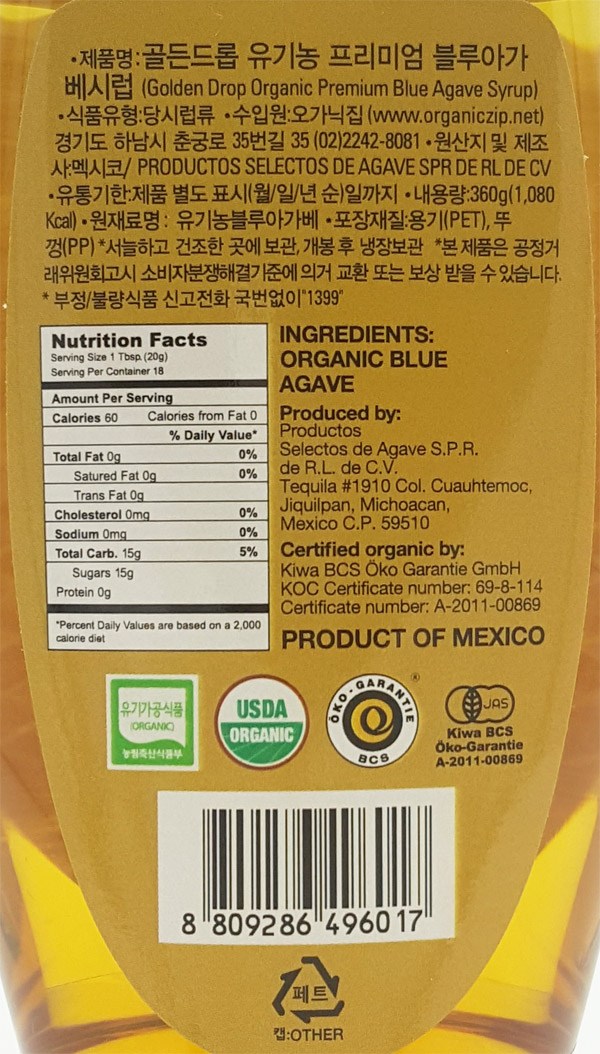 •제품명:골든드롭 유기농 프리미엄 블루아가
베시럽 (Golden Drop Organic Premium Blue Agave Syrup)
•식품유형:당시럽류 •수입원:오가닉집 (www.organiczip.net)
경기도 하남시 춘궁로 35번길 35 (02)2242-8081 •원산지 및 제조
사:멕시코/ PRODUCTOS SELECTOS DE AGAVE SPR DE RL DE CV
•유통기한:제품 별도 표시(월/일/년 순)일까지 •내용량:360g(1,080
Kcal) •원재료명 : 유기농블루아가베 •포장재질:용기(PET), 뚜
껑(PP) *서늘하고 건조한 곳에 보관, 개봉 후 냉장보관 *본 제품은 공정거
래위원회고시 소비자분쟁해결기준에 의거 교환 또는 보상 받을 수 있습니다.
* 부정/불량식품 신고전화 국번없이"1399"
Nutrition Facts
Serving Size 1 Tbsp. (20g)
Serving Per Container 18
Amount Per Serving
Calories 60 Calories from Fat 0
% Daily Value*
Total Fat 0g 0%
Satured Fat 0g 0%
Trans Fat 0g
Cholesterol 0mg 0%
Sodium 0mg 0%
Total Carb. 15g 5%
Sugars 15g
Protein 0g
*Percent Daily Values are based on a 2,000
calorie diet
INGREDIENTS:
ORGANIC BLUE
AGAVE
Produced by:
Productos
Selectos de Agave S.P.R.
de R.L. de C.V.
Tequila #1910 Col. Cuauhtemoc,
Jiquilpan, Michoacan,
Mexico C.P. 59510
Certified organic by:
Kiwa BCS Öko Garantie GmbH
KOC Certificate number: 69-8-114
Certificate number: A-2011-00869
PRODUCT OF MEXICO
유기가공식품
(ORGANIC)
농림축산식품부
USDA
ORGANIC
ÖKO-GARANTIE ®
BCS
JAS
Kiwa BCS
Öko-Garantie
A-2011-00869
8 809286 496017
페트
캡:OTHER